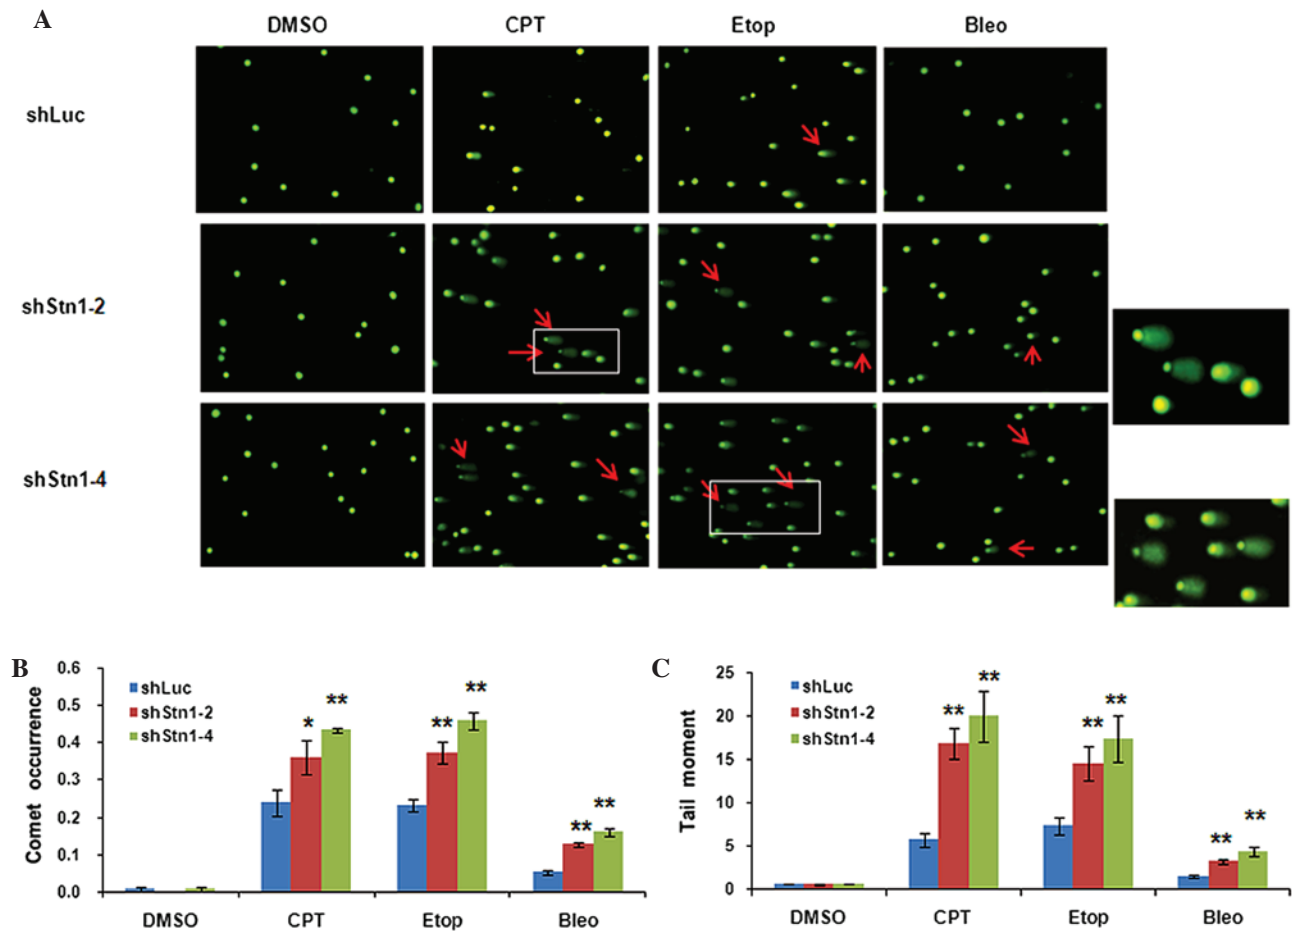 A
DMSO CPT Etop Bleo
shLuc
shStn1-2
shStn1-4
B
Comet occurrence
0.6
0.5
0.4
0.3
0.2
0.1
0.0
shLuc
shStn1-2
shStn1-4
* ** ** ** ** **
DMSO CPT Etop Bleo
C
Tail moment
25
20
15
10
5
0
shLuc
shStn1-2
shStn1-4
** ** ** ** ** **
DMSO CPT Etop Bleo